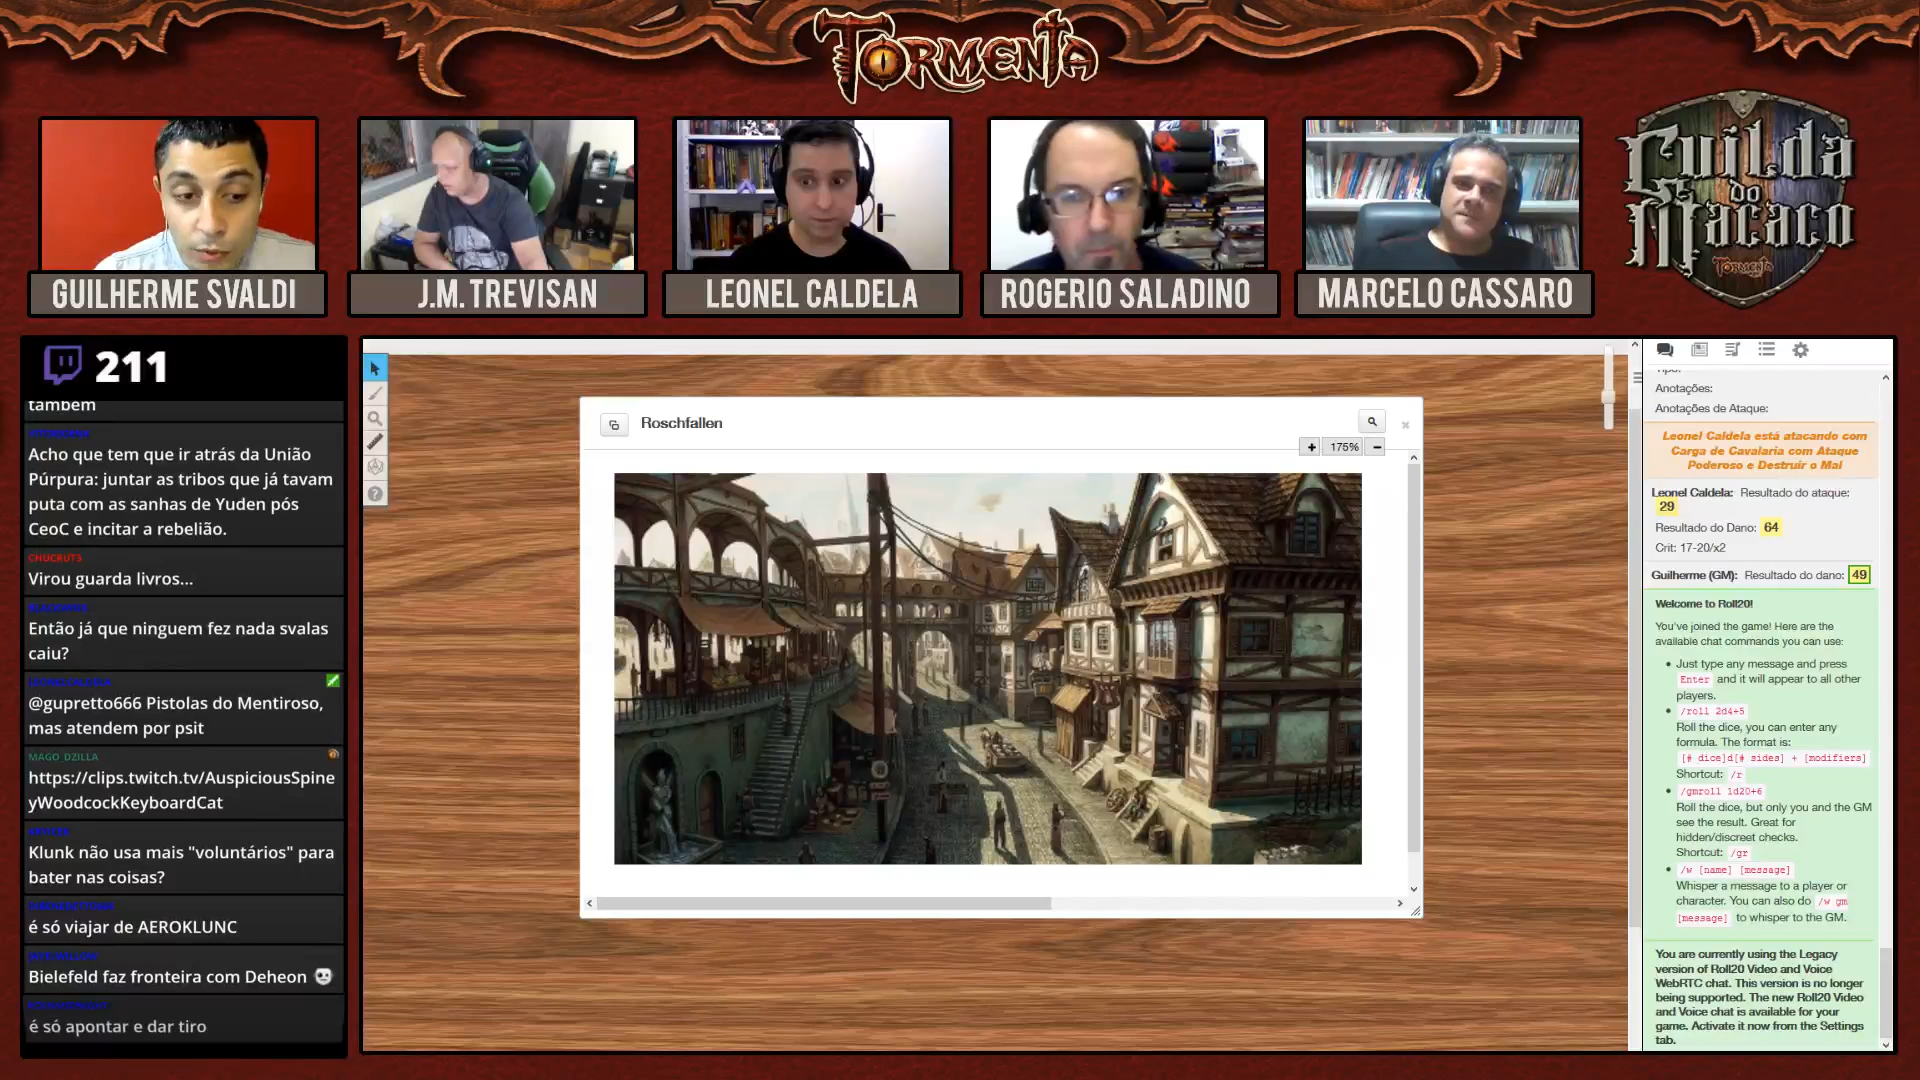 TORMENTA
Guilda
do
Macaco
TORMENTA
GUILHERME SVALDI
J.M. TREVISAN
LEONEL CALDELA
ROGERIO SALADINO
MARCELO CASSARO
211
também
Acho que tem que ir atrás da União
Púrpura: juntar as tribos que já tavam
puta com as sanhas de Yuden pós
CeoC e incitar a rebelião.
CHUCRUTS
Virou guarda livros...
Então já que ninguem fez nada svalas
caiu?
@gupretto666 Pistolas do Mentiroso,
mas atendem por psit
MAGO_DZILLA
https://clips.twitch.tv/AuspiciousSpine
yWoodcockKeyboardCat
Klunk não usa mais "voluntários" para
bater nas coisas?
é só viajar de AEROKLUNC
Bielefeld faz fronteira com Deheon
é só apontar e dar tiro
Roschfallen
+ 175% −
Anotações:
Anotações de Ataque:
Leonel Caldela está atacando com
Carga de Cavalaria com Ataque
Poderoso e Destruir o Mal
Leonel Caldela: Resultado do ataque:
29
Resultado do Dano: 64
Crit: 17-20/x2
Guilherme (GM): Resultado do dano: 49
Welcome to Roll20!
You've joined the game! Here are the
available chat commands you can use:
Just type any message and press
Enter and it will appear to all other
players.
/roll 2d4+5
Roll the dice, you can enter any
formula. The format is:
[# dice]d[# sides] + [modifiers]
Shortcut: /r
/gmroll 1d20+6
Roll the dice, but only you and the GM
see the result. Great for
hidden/discreet checks.
Shortcut: /gr
/w [name] [message]
Whisper a message to a player or
character. You can also do /w gm
[message] to whisper to the GM.
You are currently using the Legacy
version of Roll20 Video and Voice
WebRTC chat. This version is no longer
being supported. The new Roll20 Video
and Voice chat is available for your
game. Activate it now from the Settings
tab.